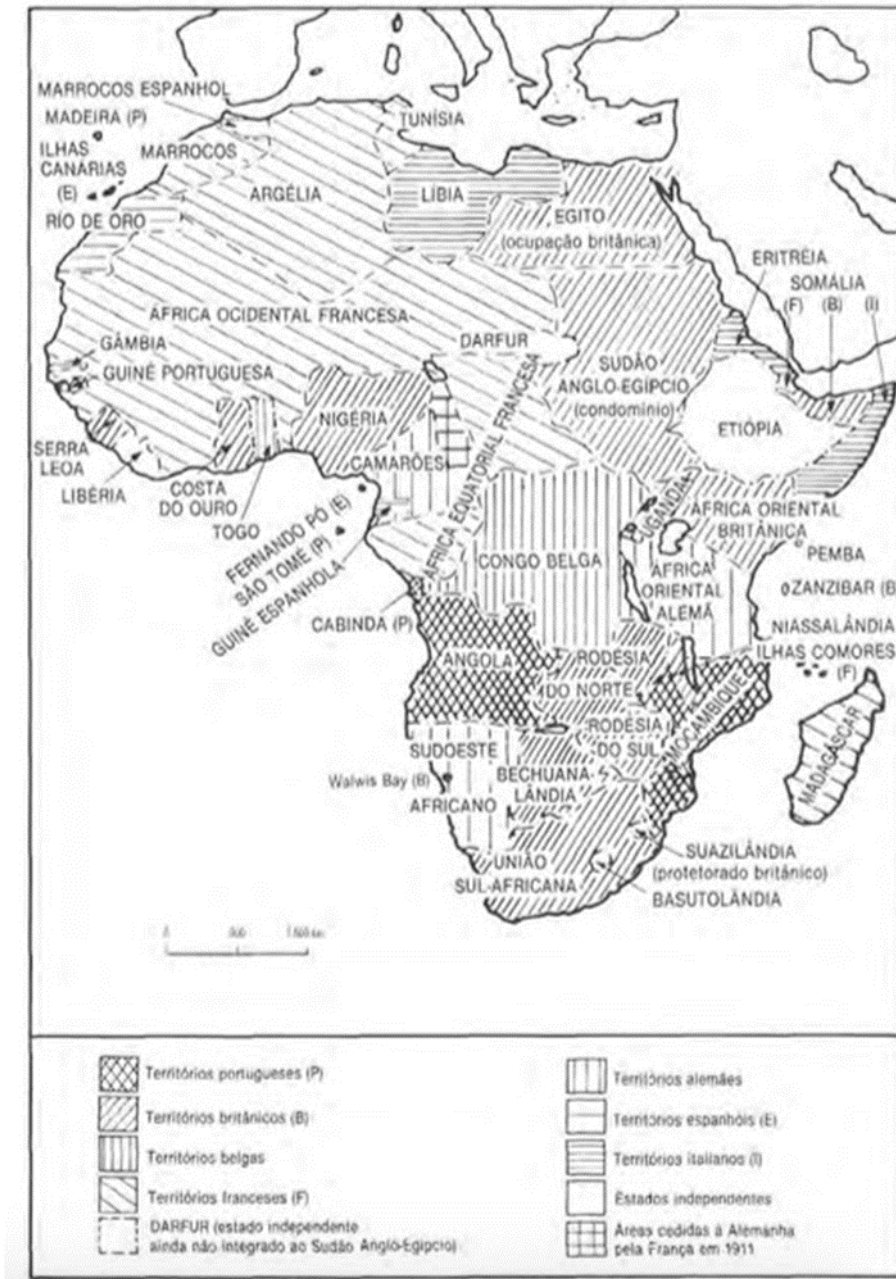 MARROCOS ESPANHOL
MADEIRA (P)
TUNÍSIA
ILHAS
CANÁRIAS
(E)
MARROCOS
ARGÉLIA
LÍBIA
EGITO
(ocupação britânica)
RIO DE ORO
ERITRÉIA
SOMÁLIA
(F) (B) (I)
ÁFRICA OCIDENTAL FRANCESA
DARFUR
GÂMBIA
GUINÉ PORTUGUESA
SUDÃO
ANGLO-EGÍPCIO
(condomínio)
NIGÉRIA
ETIÓPIA
SERRA
LEOA
LIBÉRIA
COSTA
DO OURO
TOGO
CAMARÕES
ÁFRICA EQUATORIAL FRANCESA
UGANDA
ÁFRICA ORIENTAL
BRITÂNICA
FERNANDO PÓ (E)
SÃO TOMÉ (P)
GUINÉ ESPANHOLA
CONGO BELGA
ÁFRICA
ORIENTAL
ALEMÃ
PEMBA
ZANZIBAR (B
CABINDA (P)
NIASSALÂNDIA
ILHAS COMORES
(F)
ANGOLA
RODÉSIA
DO NORTE
MOÇAMBIQUE
RODÉSIA
DO SUL
MADAGÁSCAR
SUDOESTE
AFRICANO
Walwis Bay (B)
BECHUANA
LÂNDIA
UNIÃO
SUL-AFRICANA
SUAZILÂNDIA
(protetorado britânico)
BASUTOLÂNDIA
0
Territórios portugueses (P)
Territórios britânicos (B)
Territórios belgas
Territórios franceses (F)
DARFUR (estado independente
ainda não integrado ao Sudão Anglo-Egípcio)
Territórios alemães
Territórios espanhóis (E)
Territórios italianos (I)
Estados independentes
Áreas cedidas à Alemanha
pela França em 1911